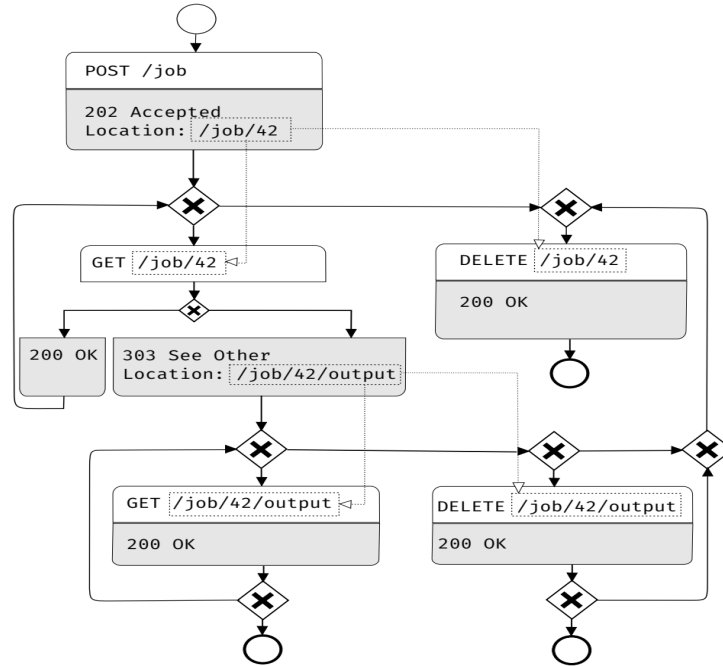 POST /job
202 Accepted
Location: /job/42
GET /job/42
DELETE /job/42
200 OK
200 OK
303 See Other
Location: /job/42/output
GET /job/42/output
200 OK
DELETE /job/42/output
200 OK